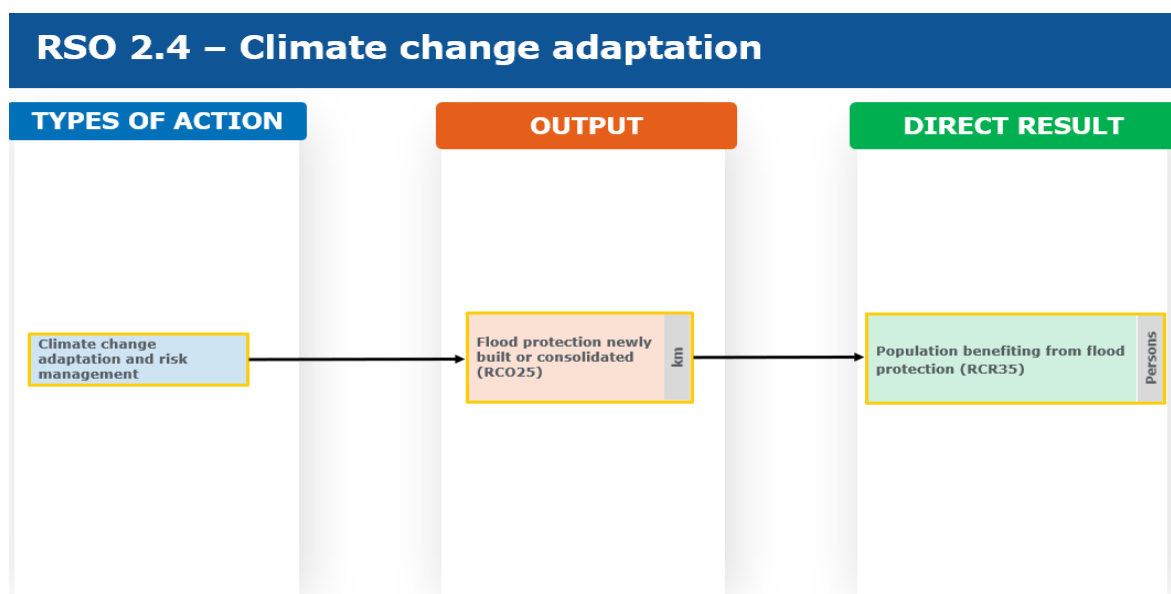 RSO 2.4 – Climate change adaptation
TYPES OF ACTION
OUTPUT
DIRECT RESULT
Climate change
adaptation and risk
management
Flood protection newly
built or consolidated
(RCO25)
km
Population benefiting from flood
protection (RCR35)
Persons